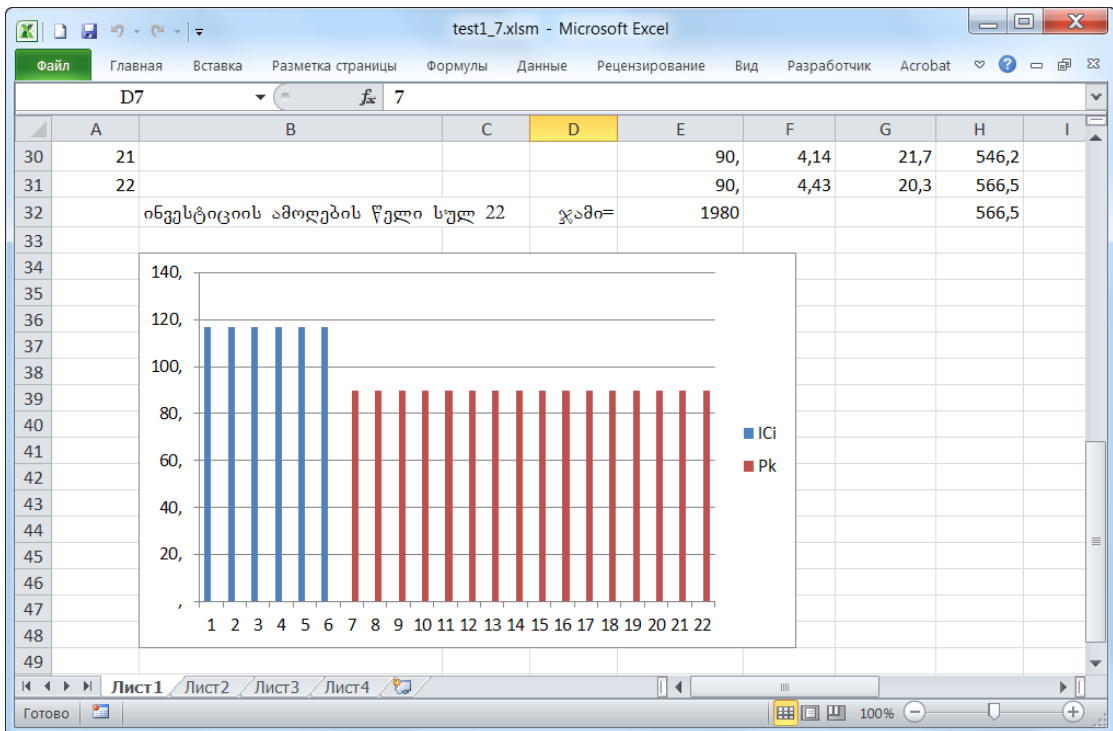 test1_7.xlsm - Microsoft Excel
Файл Главная Вставка Разметка страницы Формулы Данные Рецензирование Вид Разработчик Acrobat
D7 fx 7
A B C D E F G H I
30 21 90, 4,14 21,7 546,2
31 22 90, 4,43 20,3 566,5
32 ინვესტიციის ამოღების წელი სულ 22 ჯამი= 1980 566,5
33
34
35
36
37
38
39
40
41
42
43
44
45
46
47
48
49
140,
120,
100,
80,
60,
40,
20,
,
1 2 3 4 5 6 7 8 9 10 11 12 13 14 15 16 17 18 19 20 21 22
ICi
Pk
Лист1 Лист2 Лист3 Лист4
Готово 100%